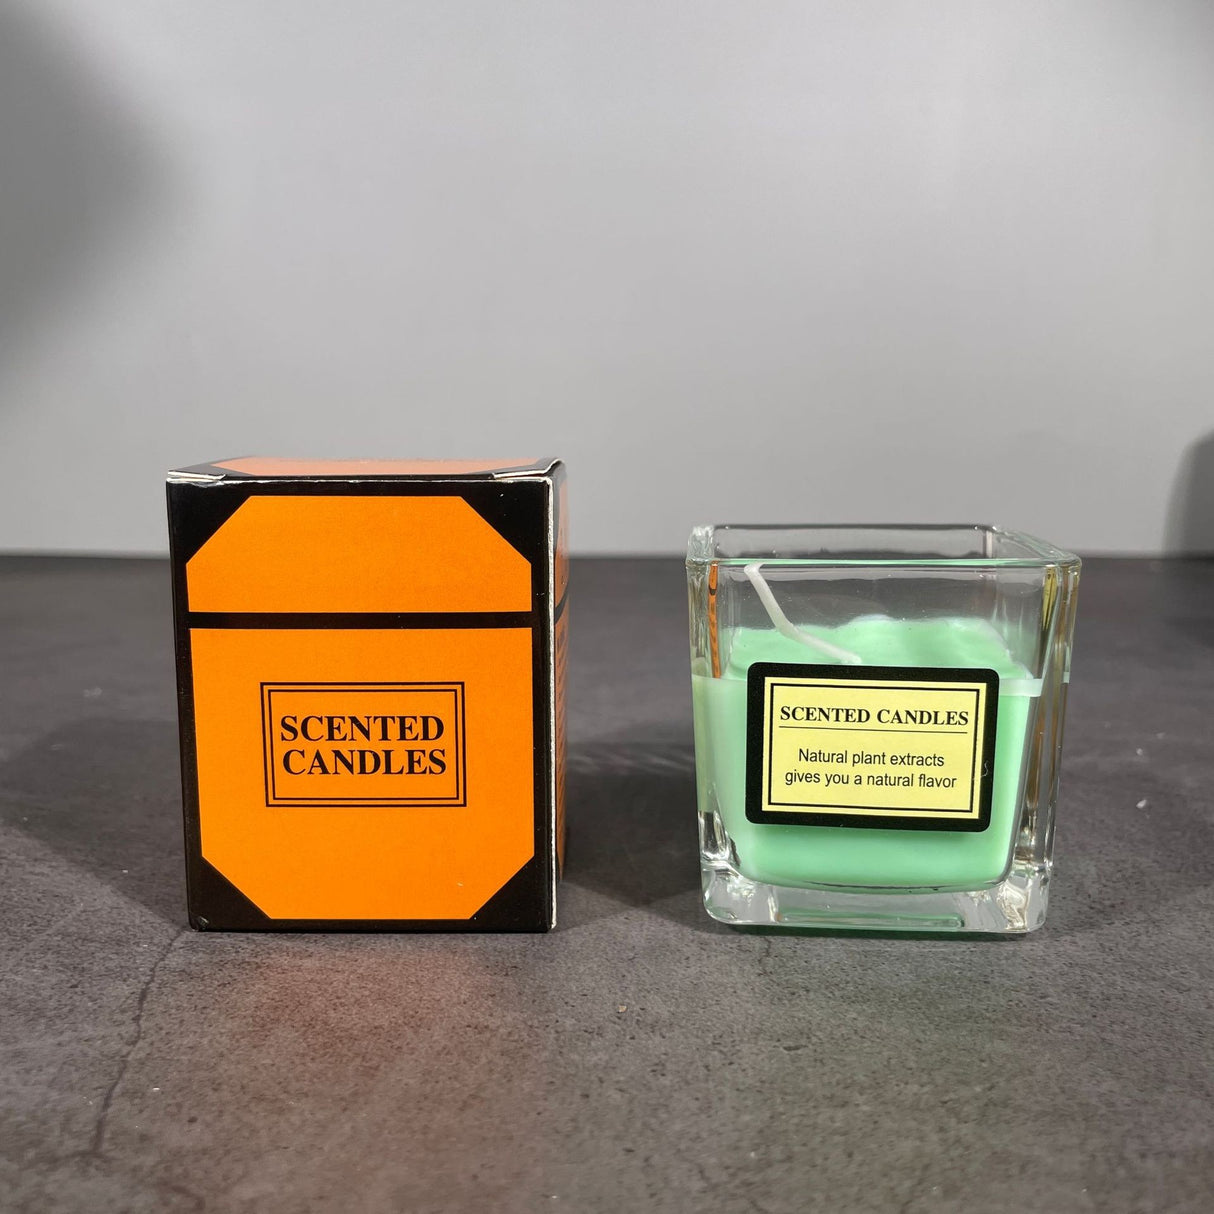 SCENTED
CANDLES
SCENTED CANDLES
Natural plant extracts
gives you a natural flavor